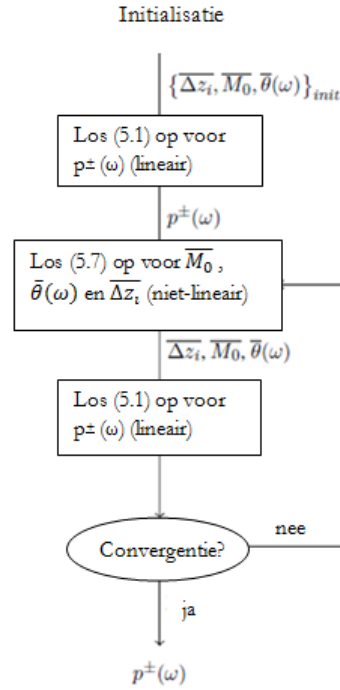 Initialisatie
{Δz̅ᵢ, M̅₀, θ̅(ω)}ᵢₙᵢₜ
Los (5.1) op voor
p± (ω) (lineair)
p±(ω)
Los (5.7) op voor M̅₀ ,
θ̅(ω) en Δz̅ᵢ (niet-lineair)
Δz̅ᵢ, M̅₀, θ̅(ω)
Los (5.1) op voor
p± (ω) (lineair)
Convergentie?
nee
ja
p±(ω)